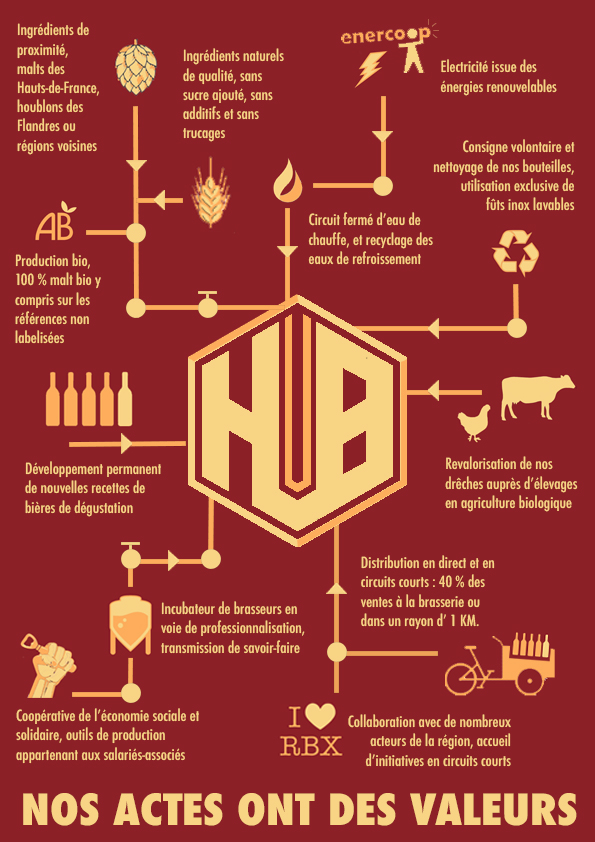 Ingrédients de
proximité,
malts des
Hauts-de-France,
houblons des
Flandres ou
régions voisines
Ingrédients naturels
de qualité, sans
sucre ajouté, sans
additifs et sans
trucages
enercoop
Electricité issue des
énergies renouvelables
Consigne volontaire et
nettoyage de nos bouteilles,
utilisation exclusive de
fûts inox lavables
Circuit fermé d'eau de
chauffe, et recyclage des
eaux de refroissement
AB
Production bio,
100 % malt bio y
compris sur les
références non
labelisées
HUB
Développement permanent
de nouvelles recettes de
bières de dégustation
Revalorisation de nos
drêches auprès d'élevages
en agriculture biologique
Distribution en direct et en
circuits courts : 40 % des
ventes à la brasserie ou
dans un rayon d' 1 KM.
Incubateur de brasseurs en
voie de professionnalisation,
transmission de savoir-faire
Coopérative de l'économie sociale et
solidaire, outils de production
appartenant aux salariés-associés
I
RBX
Collaboration avec de nombreux
acteurs de la région, accueil
d'initiatives en circuits courts
NOS ACTES ONT DES VALEURS